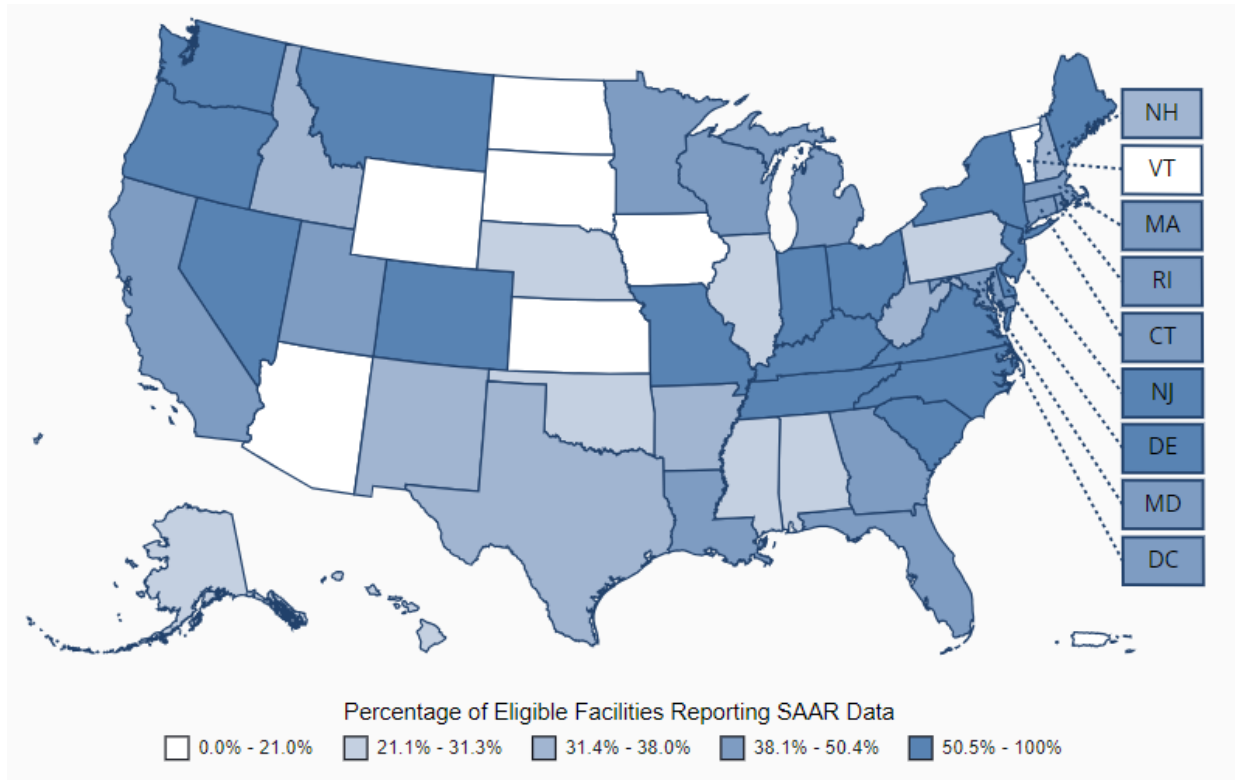 NH
VT
MA
RI
CT
NJ
DE
MD
DC
Percentage of Eligible Facilities Reporting SAAR Data
0.0% - 21.0% 21.1% - 31.3% 31.4% - 38.0% 38.1% - 50.4% 50.5% - 100%